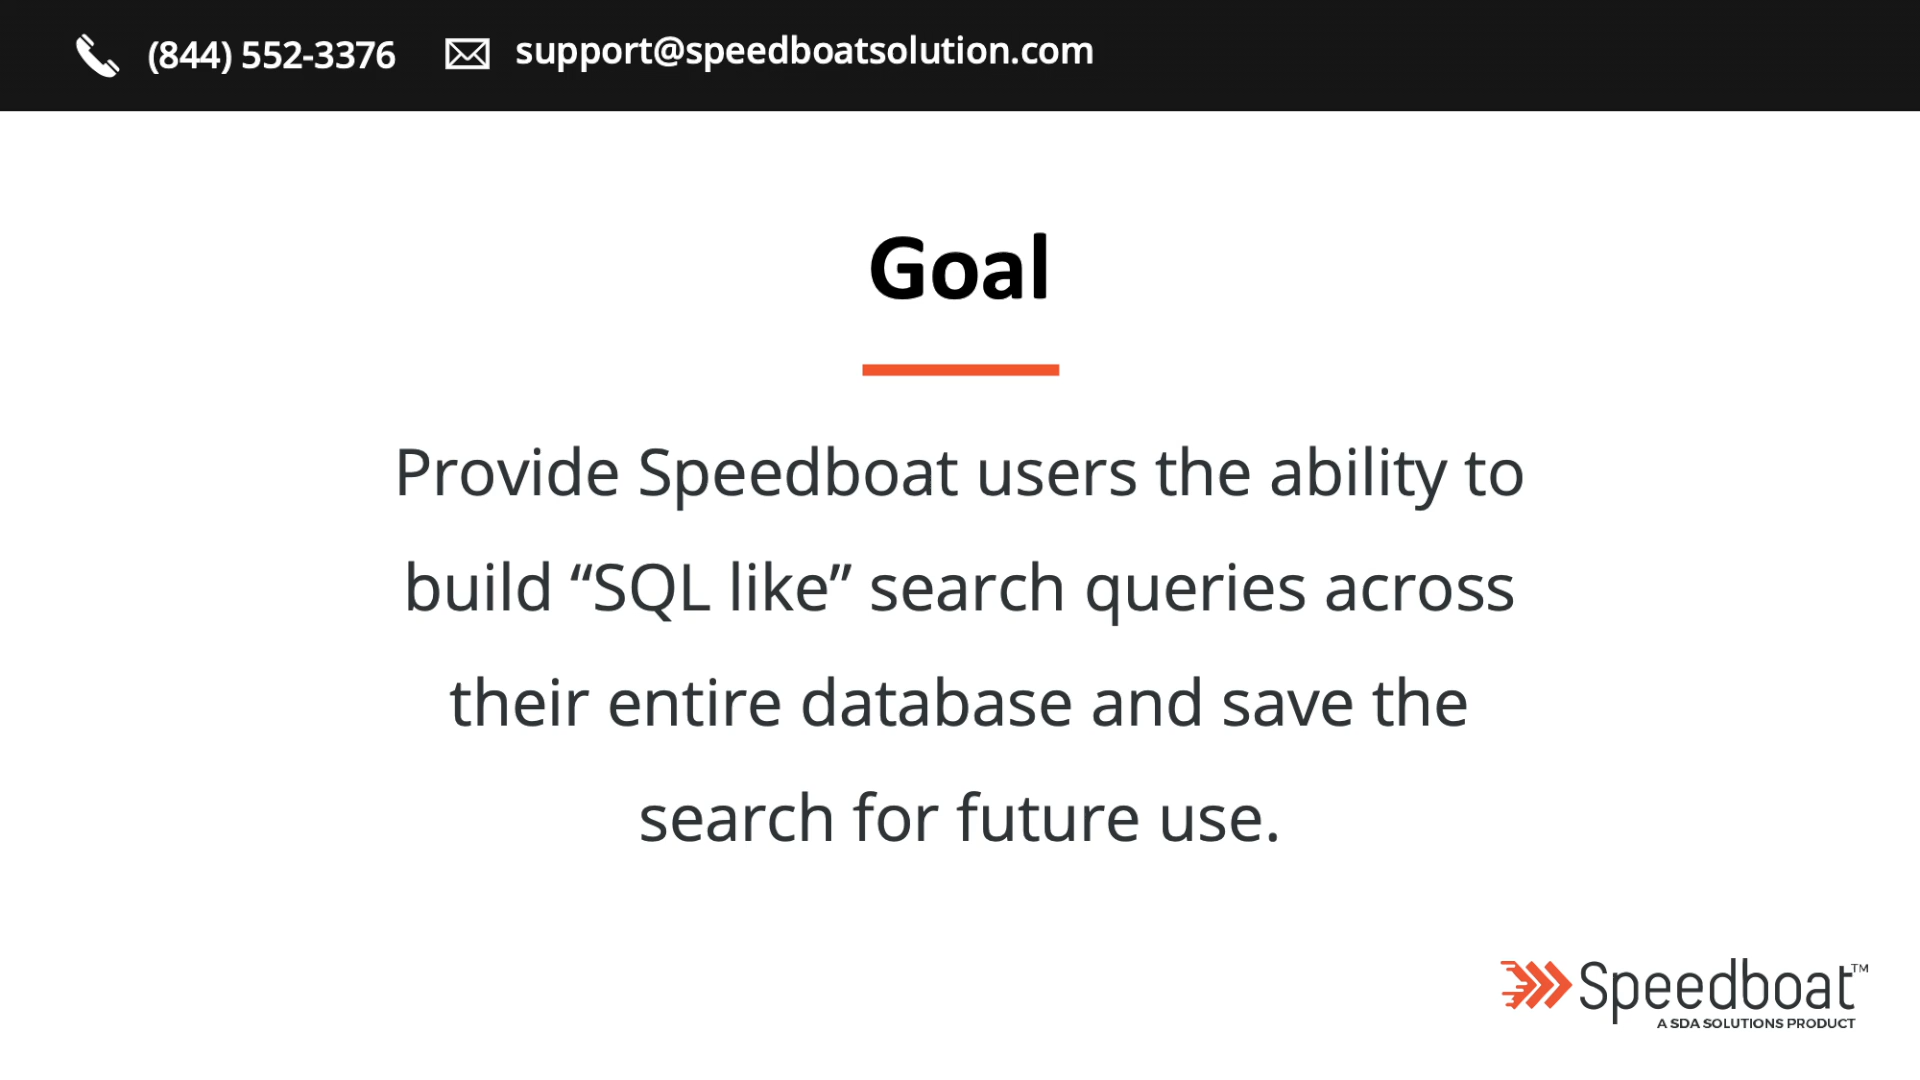 (844) 552-3376 support@speedboatsolution.com
Goal
Provide Speedboat users the ability to
build “SQL like” search queries across
their entire database and save the
search for future use.
Speedboat™
A SDA SOLUTIONS PRODUCT